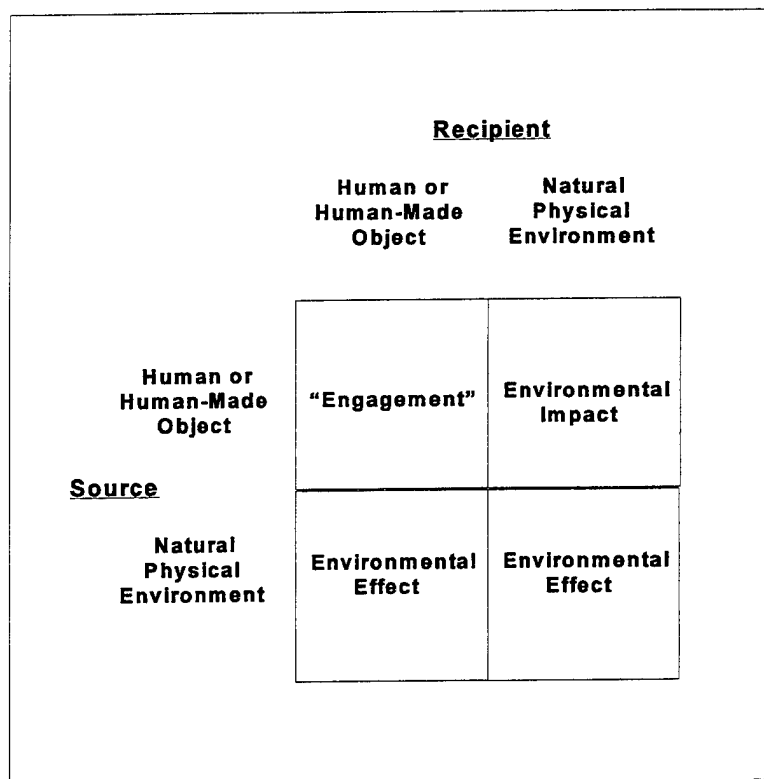 Recipient
Human or
Human-Made
Object
Natural
Physical
Environment
Human or
Human-Made
Object
“Engagement”
Environmental
Impact
Source
Natural
Physical
Environment
Environmental
Effect
Environmental
Effect